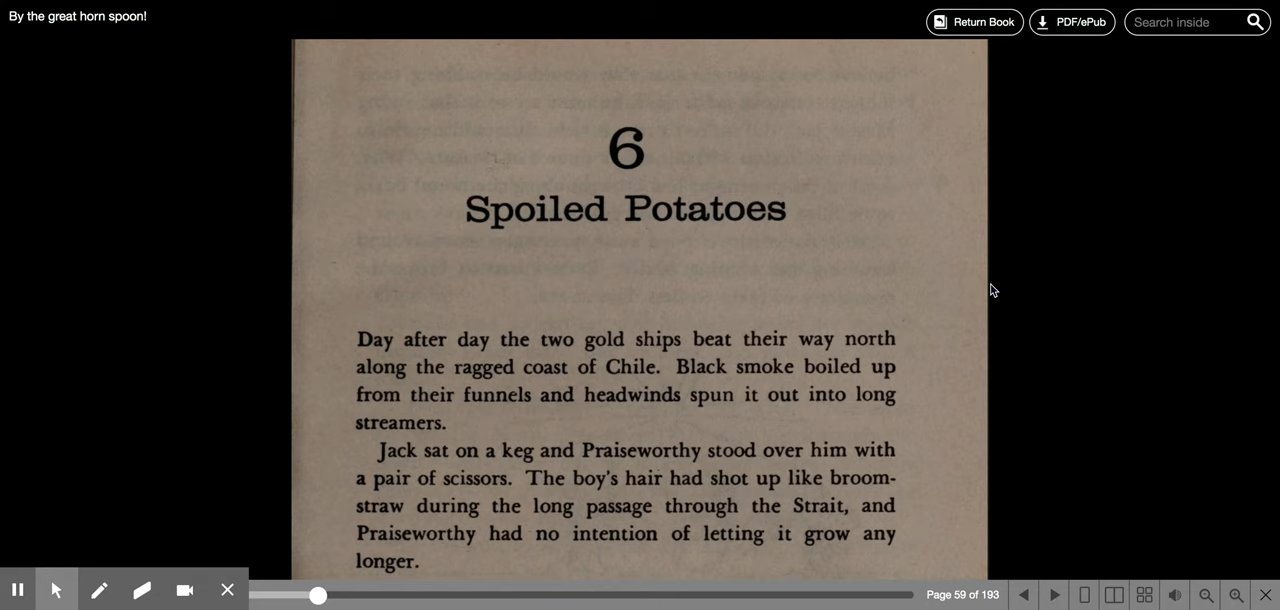 By the great horn spoon!
Return Book
PDF/ePub
Search inside
6
Spoiled Potatoes
Day after day the two gold ships beat their way north
along the ragged coast of Chile. Black smoke boiled up
from their funnels and headwinds spun it out into long
streamers.
Jack sat on a keg and Praiseworthy stood over him with
a pair of scissors. The boy's hair had shot up like broom-
straw during the long passage through the Strait, and
Praiseworthy had no intention of letting it grow any
longer.
Page 59 of 193